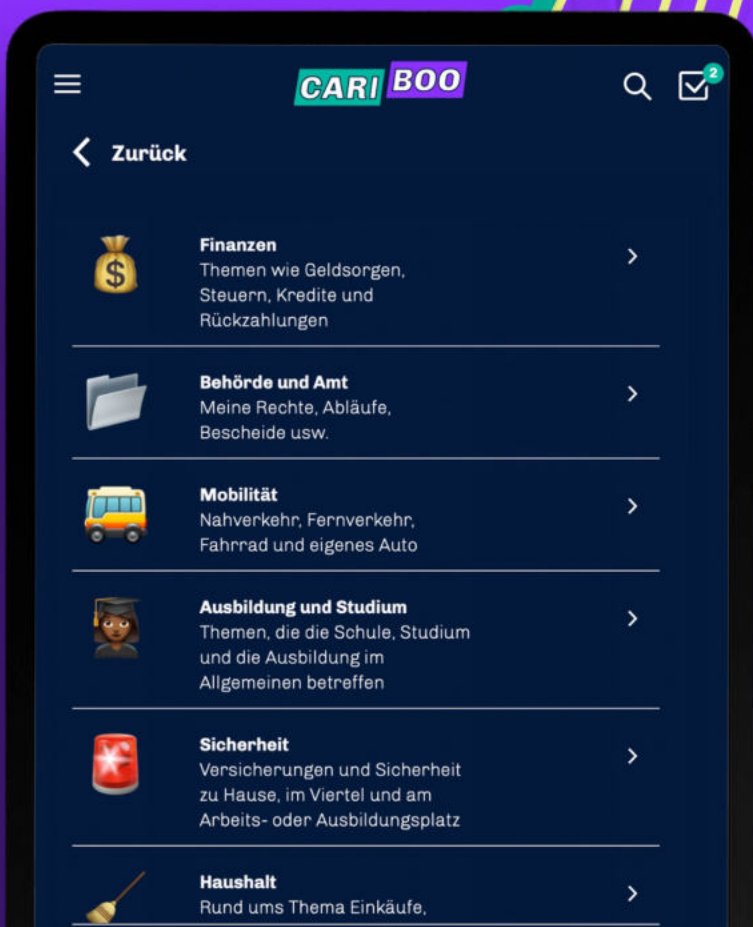 CARI BOO
2
Zurück
Finanzen
Themen wie Geldsorgen,
Steuern, Kredite und
Rückzahlungen
Behörde und Amt
Meine Rechte, Abläufe,
Bescheide usw.
Mobilität
Nahverkehr, Fernverkehr,
Fahrrad und eigenes Auto
Ausbildung und Studium
Themen, die die Schule, Studium
und die Ausbildung im
Allgemeinen betreffen
Sicherheit
Versicherungen und Sicherheit
zu Hause, im Viertel und am
Arbeits- oder Ausbildungsplatz
Haushalt
Rund ums Thema Einkäufe,